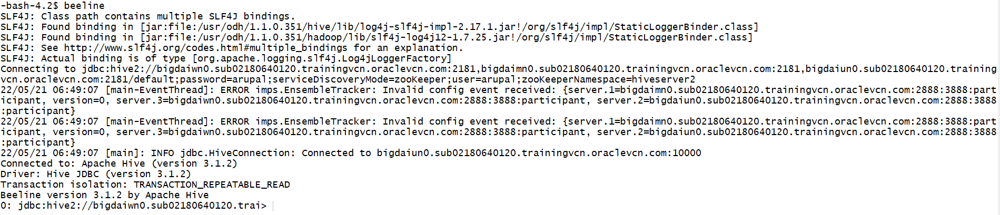 -bash-4.2$ beeline
SLF4J: Class path contains multiple SLF4J bindings.
SLF4J: Found binding in [jar:file:/usr/odh/1.1.0.351/hive/lib/log4j-slf4j-impl-2.17.1.jar!/org/slf4j/impl/StaticLoggerBinder.class]
SLF4J: Found binding in [jar:file:/usr/odh/1.1.0.351/hadoop/lib/slf4j-log4j12-1.7.25.jar!/org/slf4j/impl/StaticLoggerBinder.class]
SLF4J: See http://www.slf4j.org/codes.html#multiple_bindings for an explanation.
SLF4J: Actual binding is of type [org.apache.logging.slf4j.Log4jLoggerFactory]
Connecting to jdbc:hive2://bigdaiwn0.sub02180640120.trainingvcn.oraclevcn.com:2181,bigdaimn0.sub02180640120.trainingvcn.oraclevcn.com:2181,bigdaiun0.sub02180640120.training
vcn.oraclevcn.com:2181/default;password=arupal;serviceDiscoveryMode=zooKeeper;user=arupal;zooKeeperNamespace=hiveserver2
22/05/21 06:49:07 [main-EventThread]: ERROR imps.EnsembleTracker: Invalid config event received: {server.1=bigdaimn0.sub02180640120.trainingvcn.oraclevcn.com:2888:3888:part
icipant, version=0, server.3=bigdaiwn0.sub02180640120.trainingvcn.oraclevcn.com:2888:3888:participant, server.2=bigdaiun0.sub02180640120.trainingvcn.oraclevcn.com:2888:3888
:participant}
22/05/21 06:49:07 [main-EventThread]: ERROR imps.EnsembleTracker: Invalid config event received: {server.1=bigdaimn0.sub02180640120.trainingvcn.oraclevcn.com:2888:3888:part
icipant, version=0, server.3=bigdaiwn0.sub02180640120.trainingvcn.oraclevcn.com:2888:3888:participant, server.2=bigdaiun0.sub02180640120.trainingvcn.oraclevcn.com:2888:3888
:participant}
22/05/21 06:49:07 [main]: INFO jdbc.HiveConnection: Connected to bigdaiun0.sub02180640120.trainingvcn.oraclevcn.com:10000
Connected to: Apache Hive (version 3.1.2)
Driver: Hive JDBC (version 3.1.2)
Transaction isolation: TRANSACTION_REPEATABLE_READ
Beeline version 3.1.2 by Apache Hive
0: jdbc:hive2://bigdaiwn0.sub02180640120.trai>